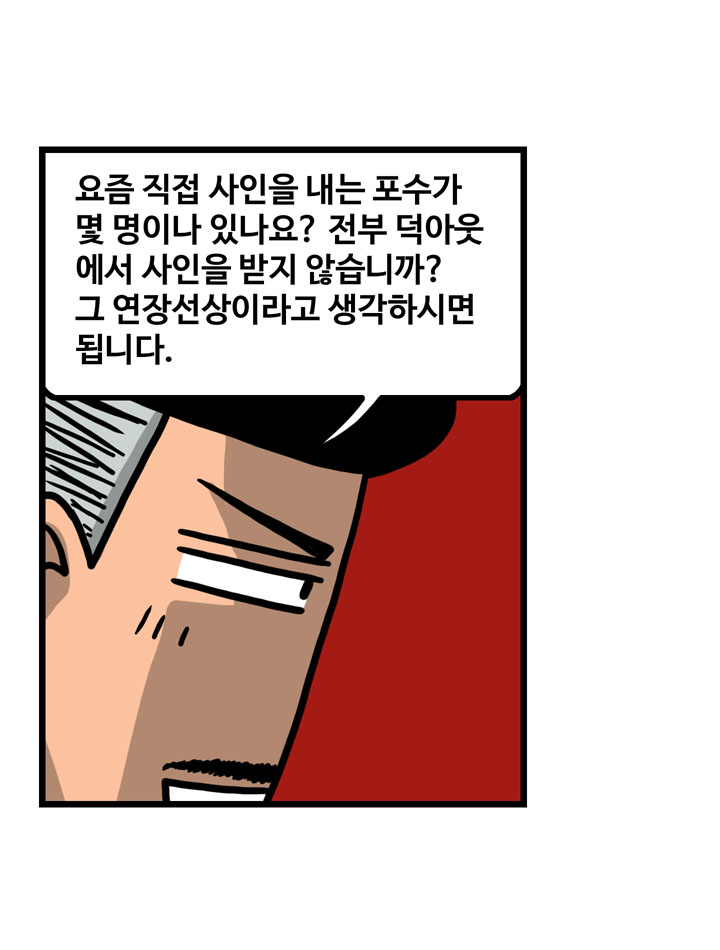 요즘 직접 사인을 내는 포수가
몇 명이나 있나요? 전부 덕아웃
에서 사인을 받지 않습니까?
그 연장선상이라고 생각하시면
됩니다.